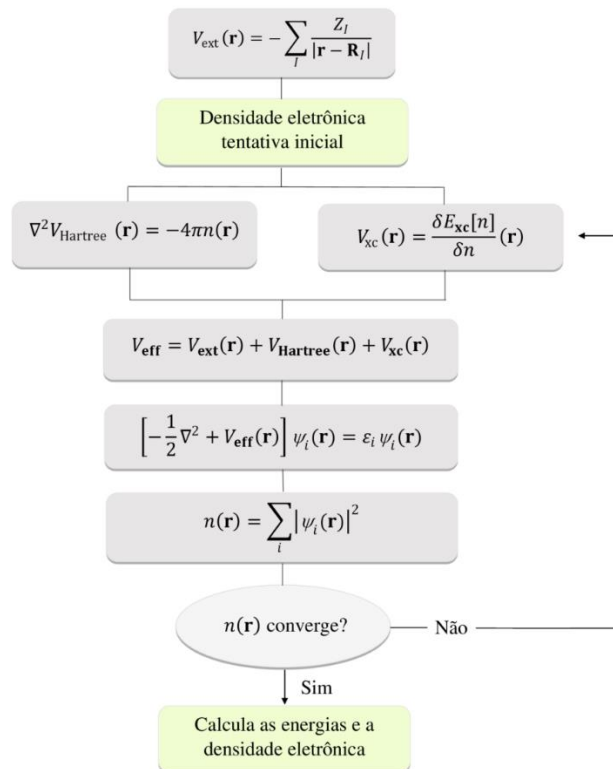 V_ext(𝐫) = −∑_I Z_I / |𝐫 − 𝐑_I|
Densidade eletrônica
tentativa inicial
∇²V_Hartree (𝐫) = −4πn(𝐫)
V_xc(𝐫) = δE_𝐱𝐜[n] / δn (𝐫)
V_𝐞𝐟𝐟 = V_𝐞𝐱𝐭(𝐫) + V_𝐇𝐚𝐫𝐭𝐫𝐞𝐞(𝐫) + V_𝐱𝐜(𝐫)
[−1/2 ∇² + V_𝐞𝐟𝐟(𝐫)] ψ_i(𝐫) = ε_i ψ_i(𝐫)
n(𝐫) = ∑_i |ψ_i(𝐫)|²
n(𝐫) converge?
Não
Sim
Calcula as energias e a
densidade eletrônica